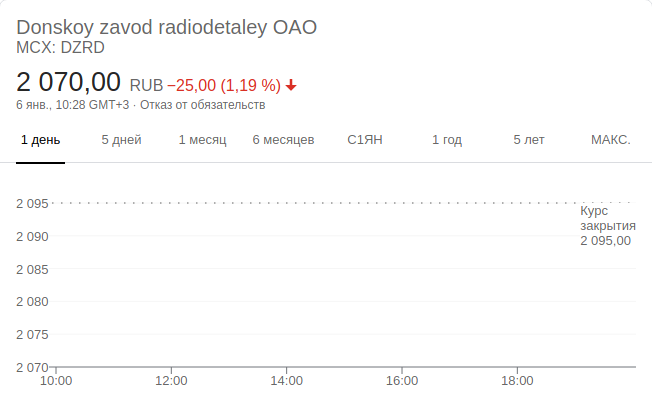 Donskoy zavod radiodetaley OAO
MCX: DZRD
2 070,00 RUB −25,00 (1,19 %)
6 янв., 10:28 GMT+3 · Отказ от обязательств
1 день 5 дней 1 месяц 6 месяцев С1ЯН 1 год 5 лет МАКС.
2 095
Курс
закрытия
2 095,00
2 090
2 085
2 080
2 075
2 070
10:00 12:00 14:00 16:00 18:00